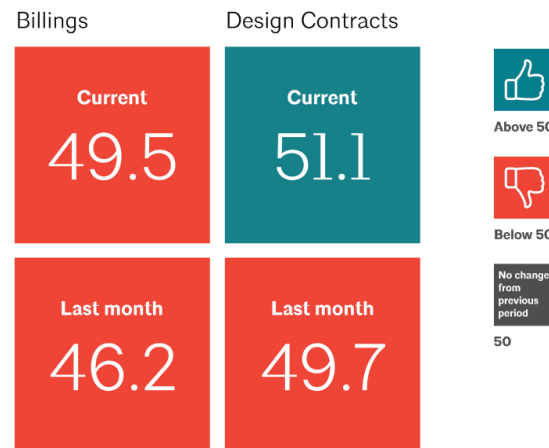 Billings
Design Contracts
Current
49.5
Current
51.1
Last month
46.2
Last month
49.7
Above 50
Below 50
No change
from
previous
period
50